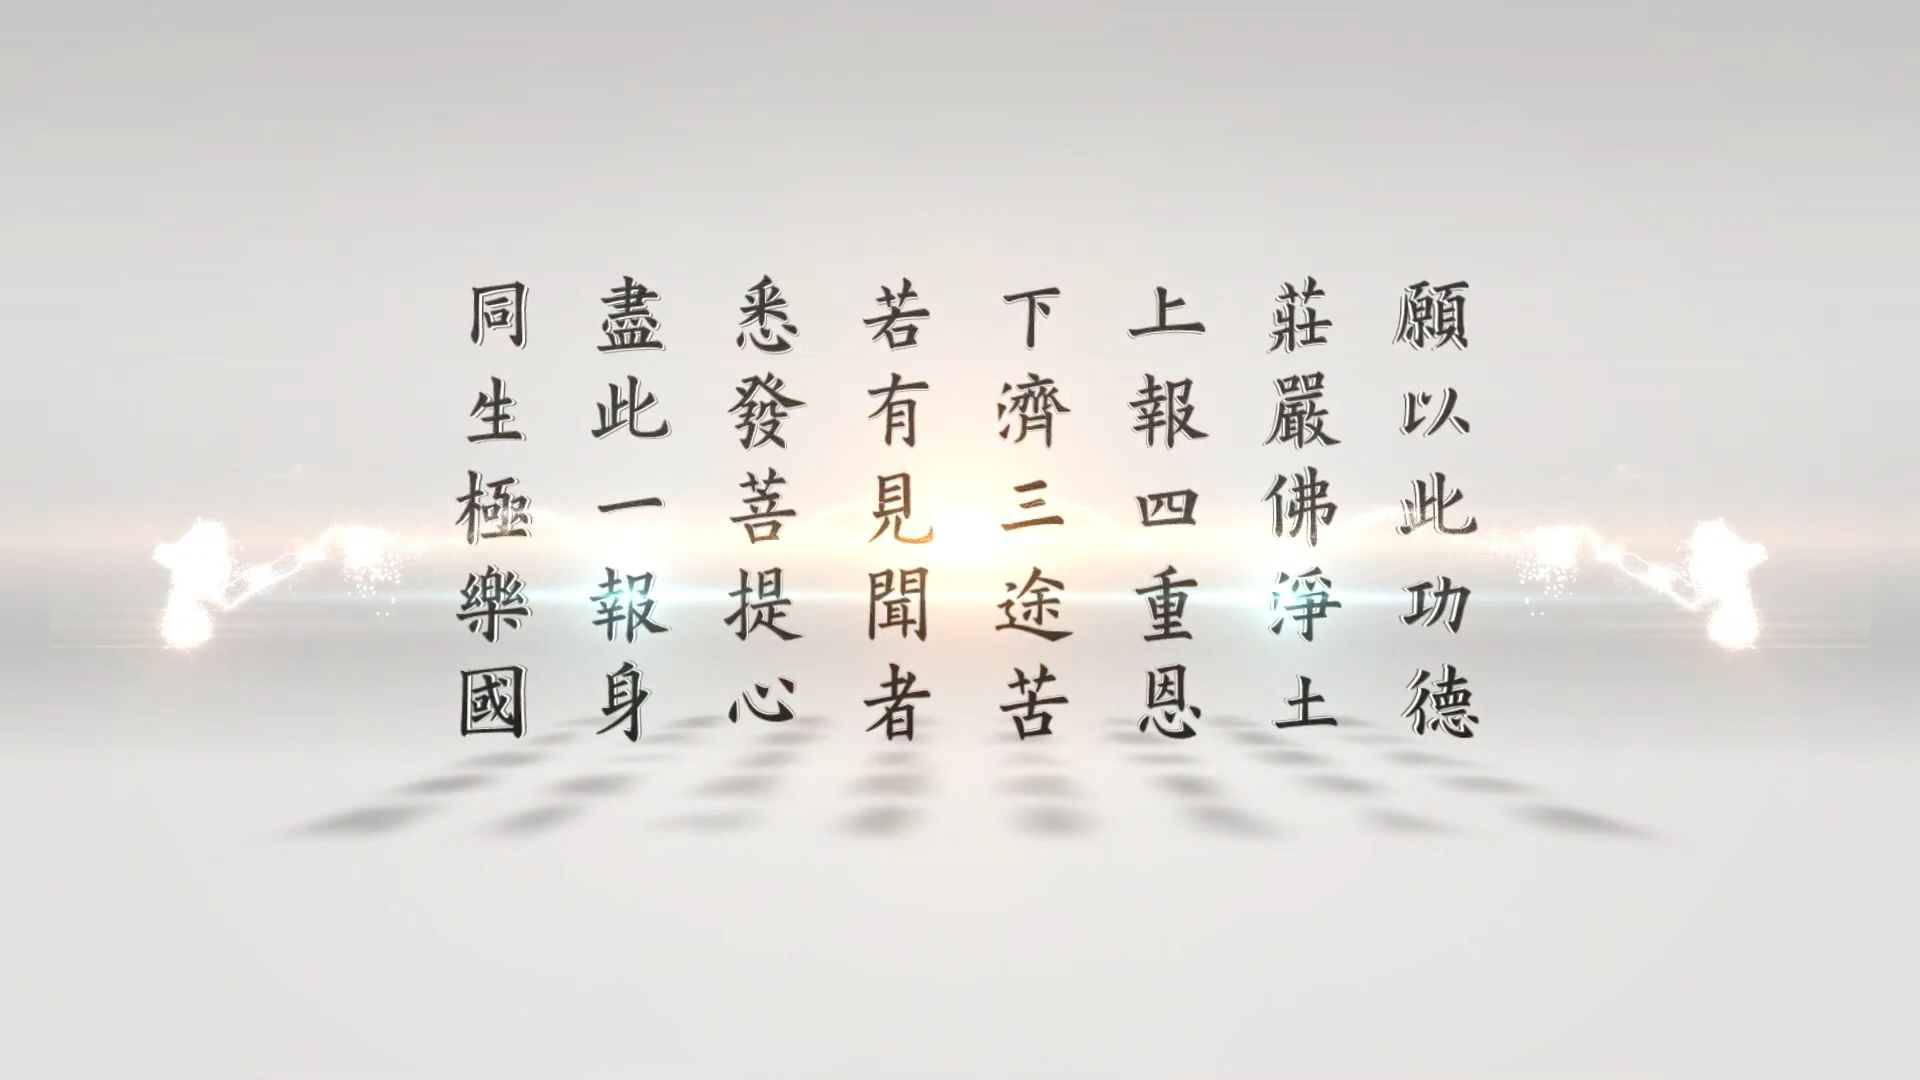 願以此功德
莊嚴佛淨土
上報四重恩
下濟三途苦
若有見聞者
悉發菩提心
盡此一報身
同生極樂國